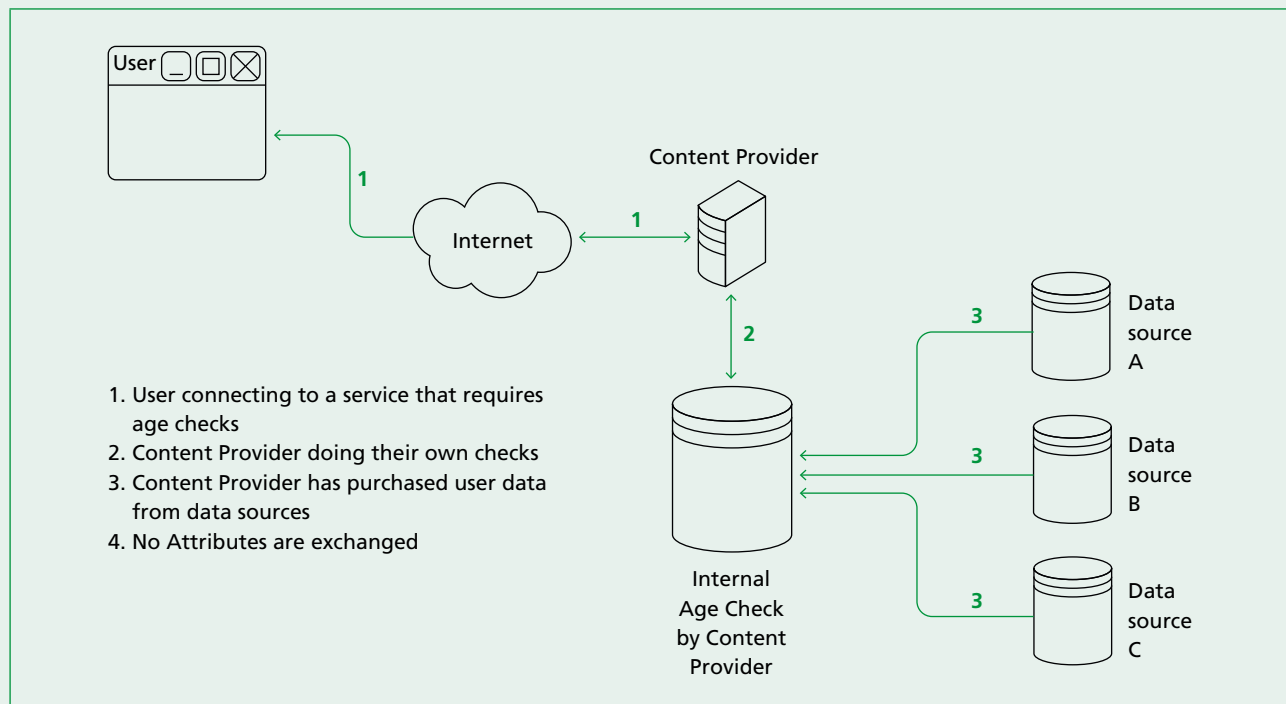 User
1
Internet
1
Content Provider
2
3
Data
source
A
3
Data
source
B
3
Data
source
C
Internal
Age Check
by Content
Provider
1. User connecting to a service that requires
age checks
2. Content Provider doing their own checks
3. Content Provider has purchased user data
from data sources
4. No Attributes are exchanged